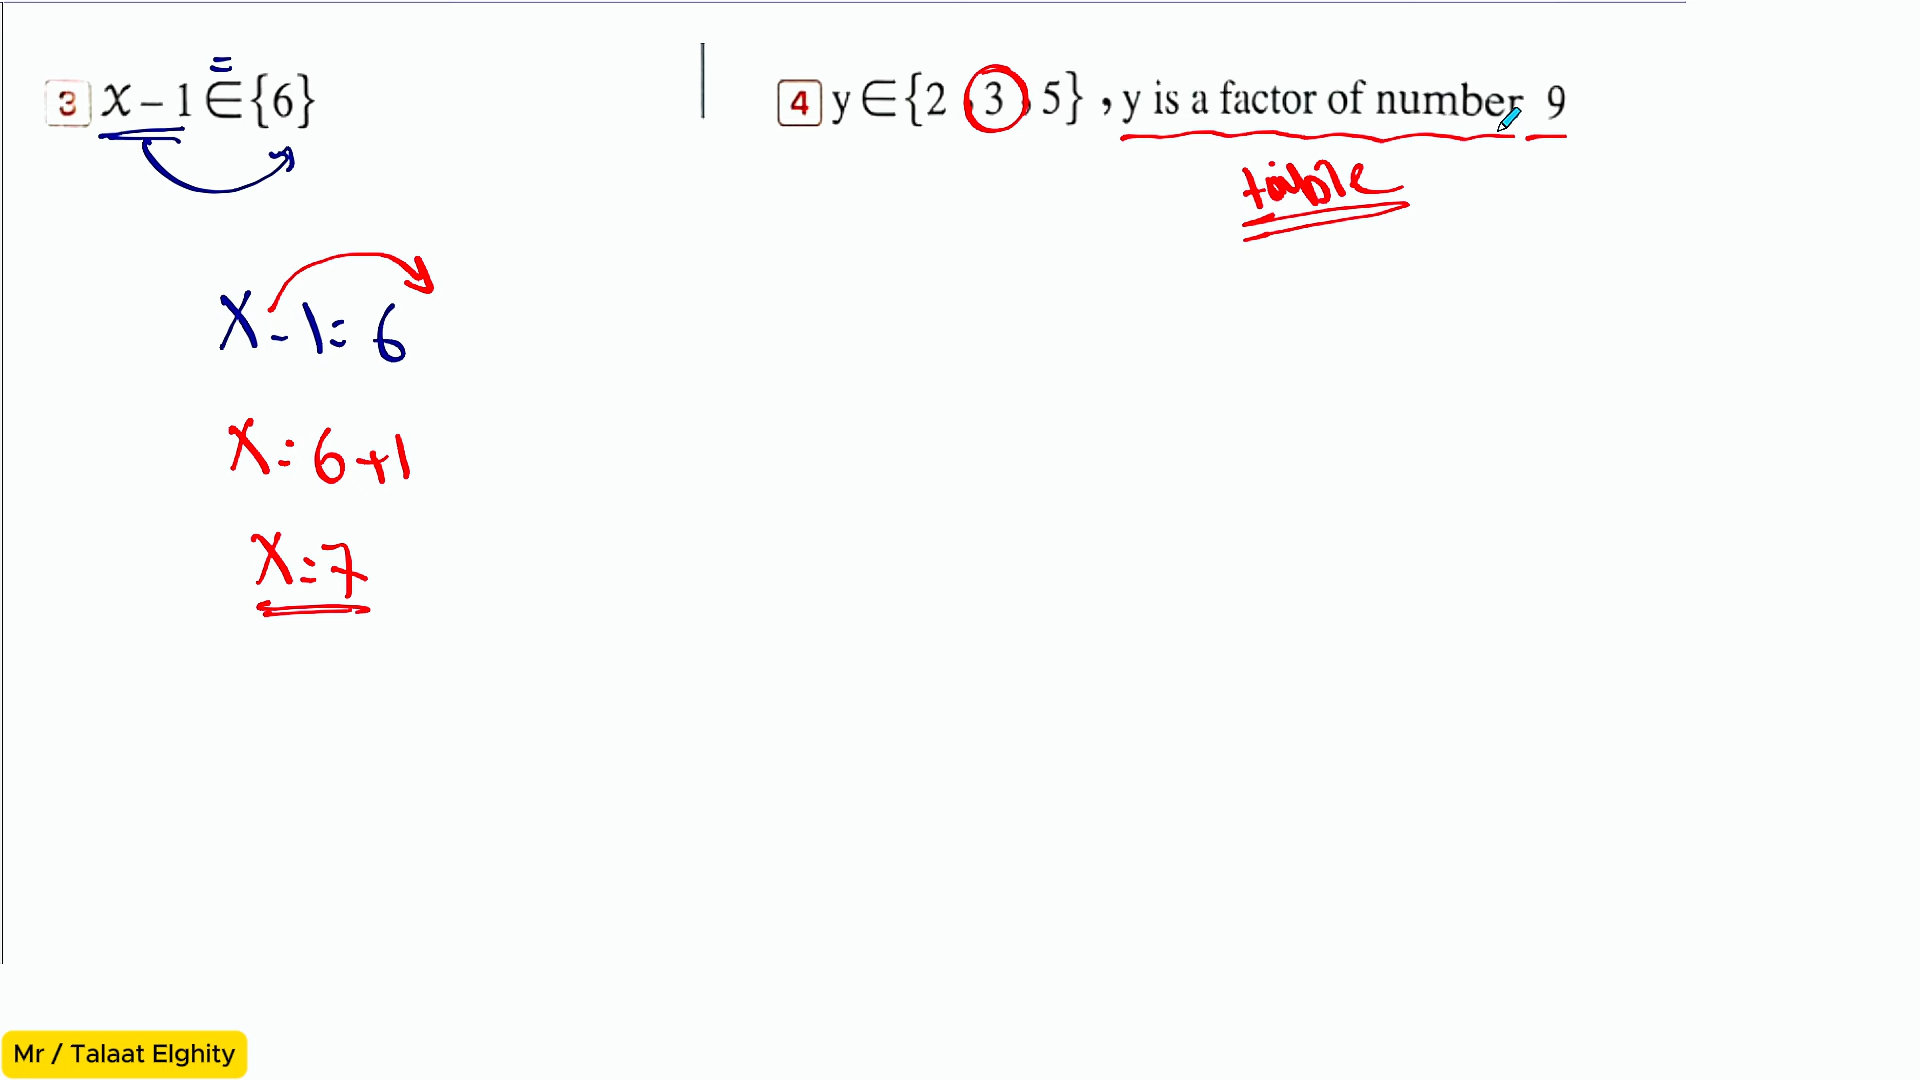 =
3 x – 1 ∈ {6}
4 y ∈ {2 , 3 , 5} , y is a factor of number 9
table
x - 1 = 6
x = 6 + 1
x = 7
Mr / Talaat Elghity